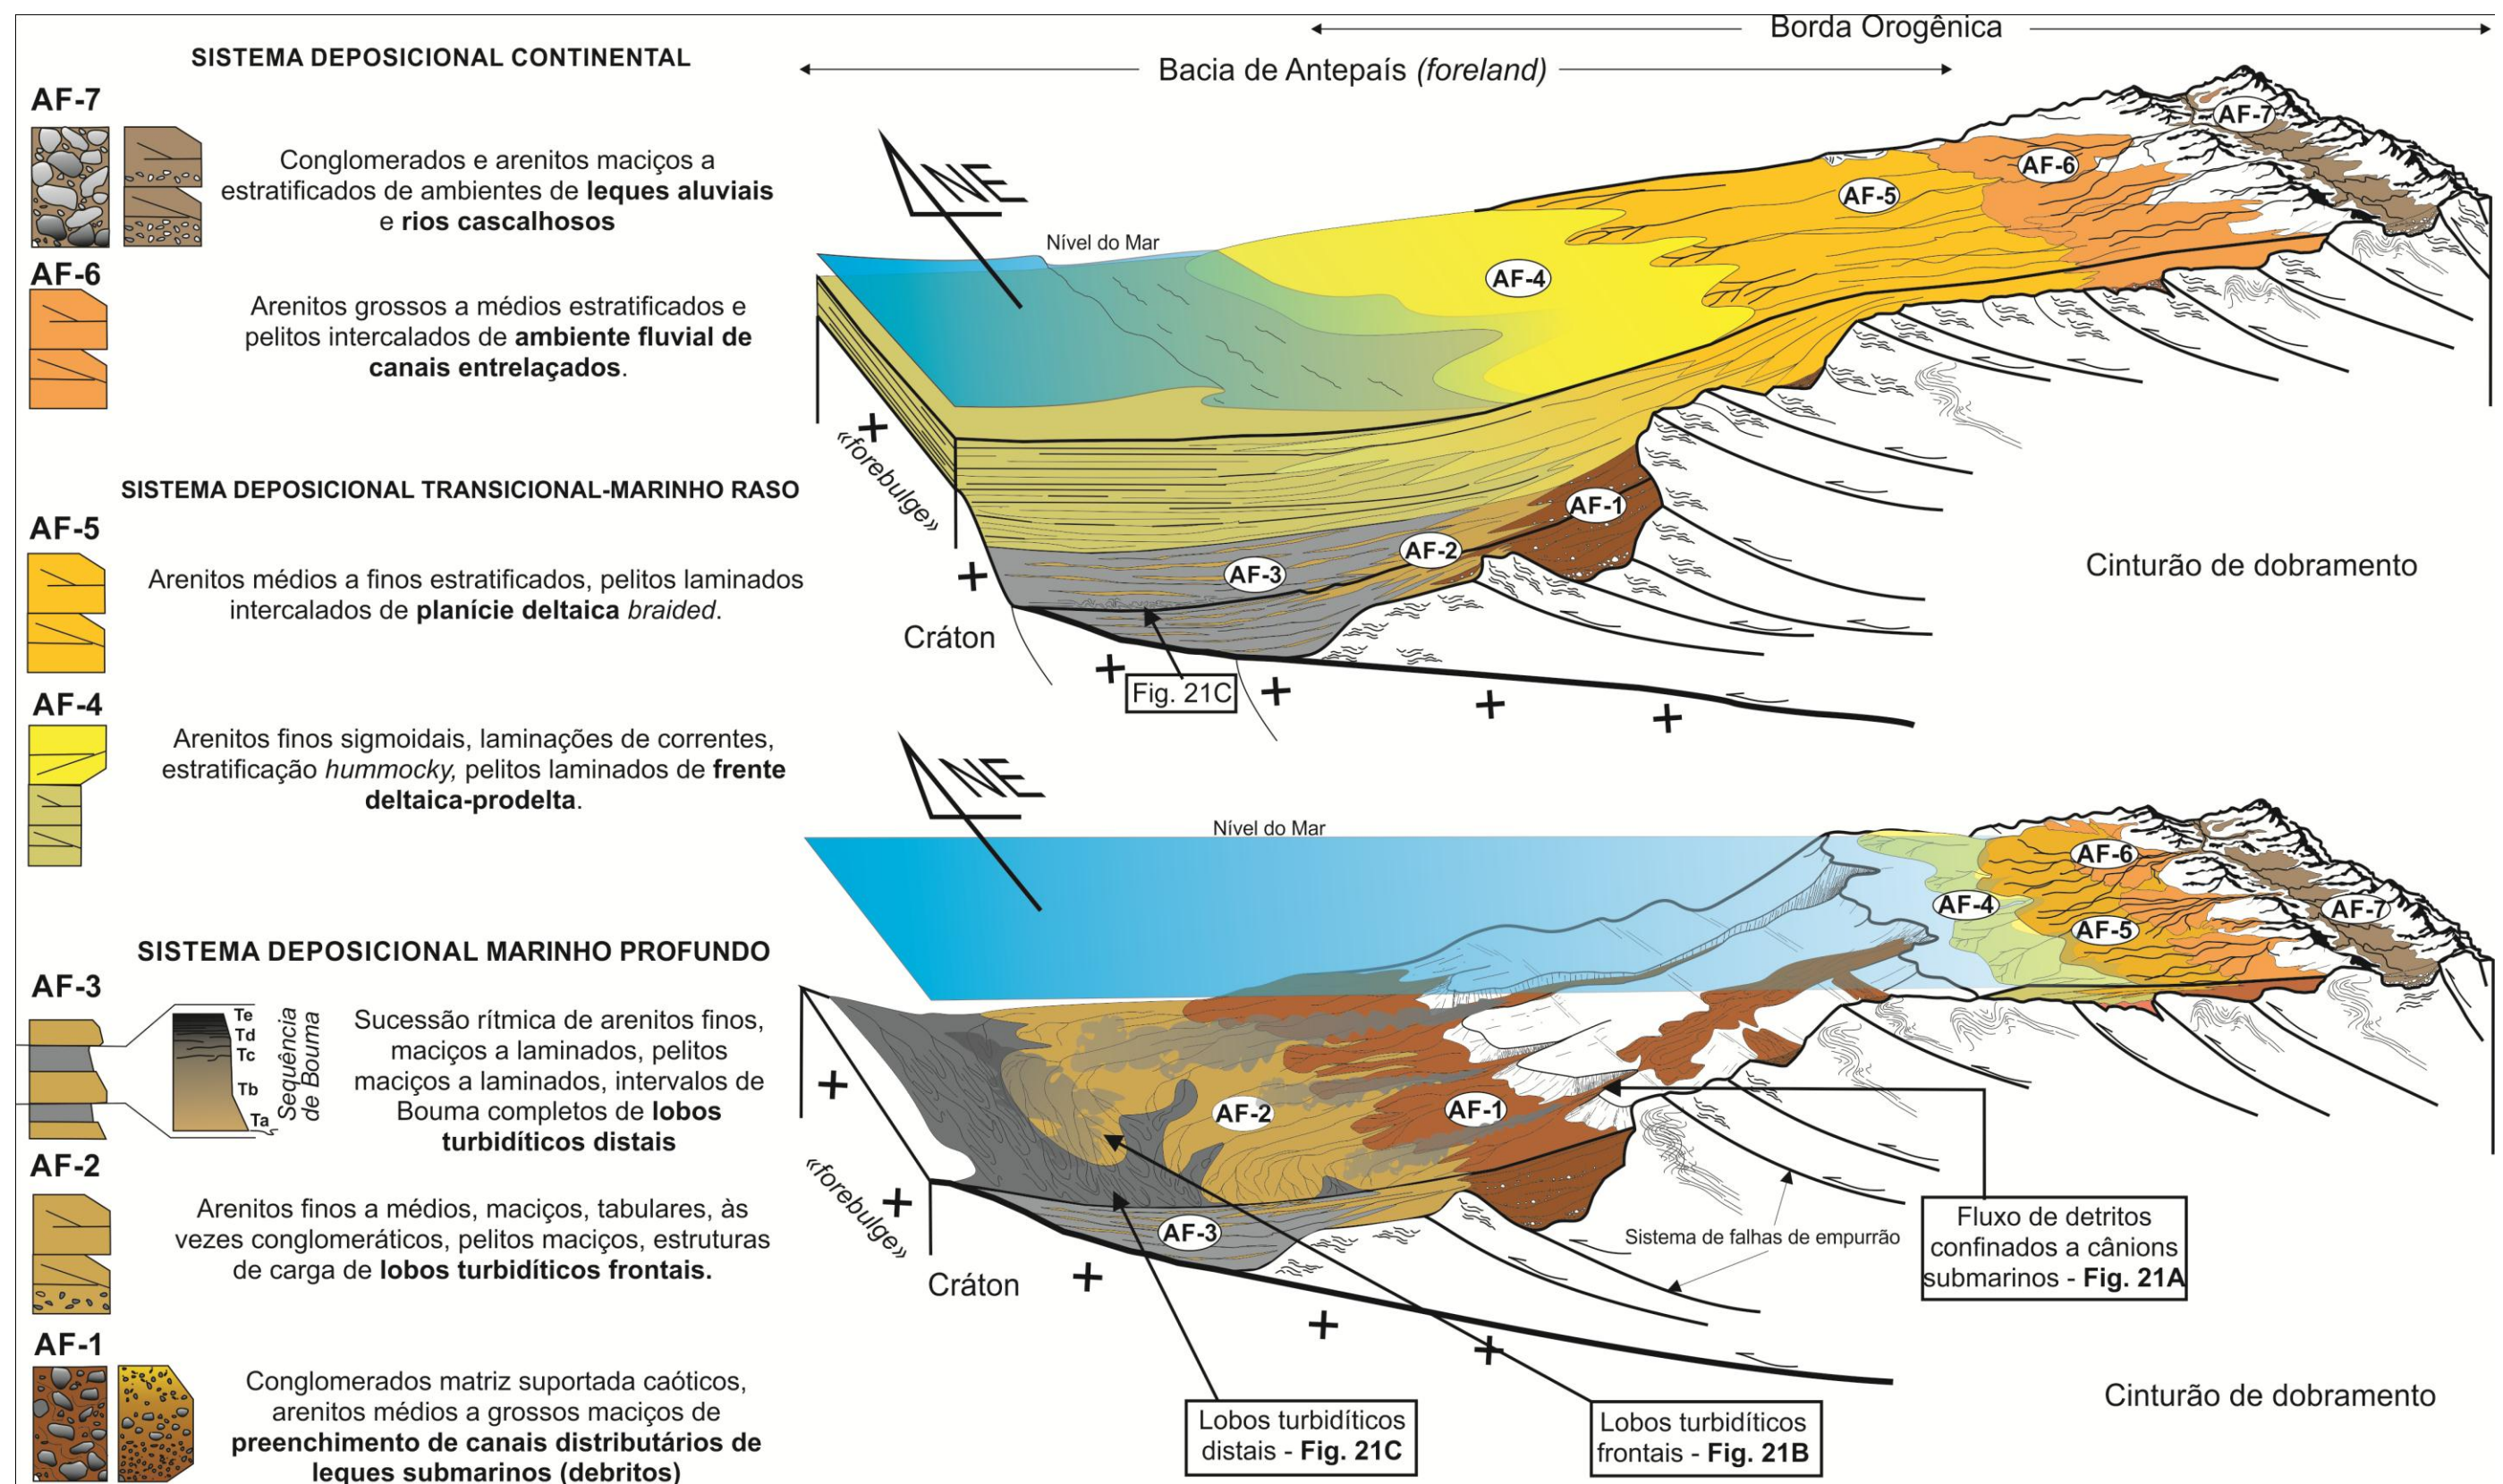 SISTEMA DEPOSICIONAL CONTINENTAL
AF-7
Conglomerados e arenitos maciços a
estratificados de ambientes de leques aluviais
e rios cascalhosos
AF-6
Arenitos grossos a médios estratificados e
pelitos intercalados de ambiente fluvial de
canais entrelaçados.
SISTEMA DEPOSICIONAL TRANSICIONAL-MARINHO RASO
AF-5
Arenitos médios a finos estratificados, pelitos laminados
intercalados de planície deltaica braided.
AF-4
Arenitos finos sigmoidais, laminações de correntes,
estratificação hummocky, pelitos laminados de frente
deltaica-prodelta.
SISTEMA DEPOSICIONAL MARINHO PROFUNDO
AF-3
Te
Td
Tc
Tb
Ta
Sequência
de Bouma
Sucessão rítmica de arenitos finos,
maciços a laminados, pelitos
maciços a laminados, intervalos de
Bouma completos de lobos
turbidíticos distais
AF-2
Arenitos finos a médios, maciços, tabulares, às
vezes conglomeráticos, pelitos maciços, estruturas
de carga de lobos turbidíticos frontais.
AF-1
Conglomerados matriz suportada caóticos,
arenitos médios a grossos maciços de
preenchimento de canais distributários de
leques submarinos (debritos)
Borda Orogênica
Bacia de Antepaís (foreland)
NE
Nível do Mar
AF-7
AF-6
AF-5
AF-4
«forebulge»
AF-1
AF-2
AF-3
Cráton
Fig. 21C
Cinturão de dobramento
NE
Nível do Mar
AF-6
AF-4
AF-5
AF-7
AF-2
AF-1
AF-3
«forebulge»
Cráton
Sistema de falhas de empurrão
Fluxo de detritos
confinados a cânions
submarinos - Fig. 21A
Lobos turbidíticos
distais - Fig. 21C
Lobos turbidíticos
frontais - Fig. 21B
Cinturão de dobramento